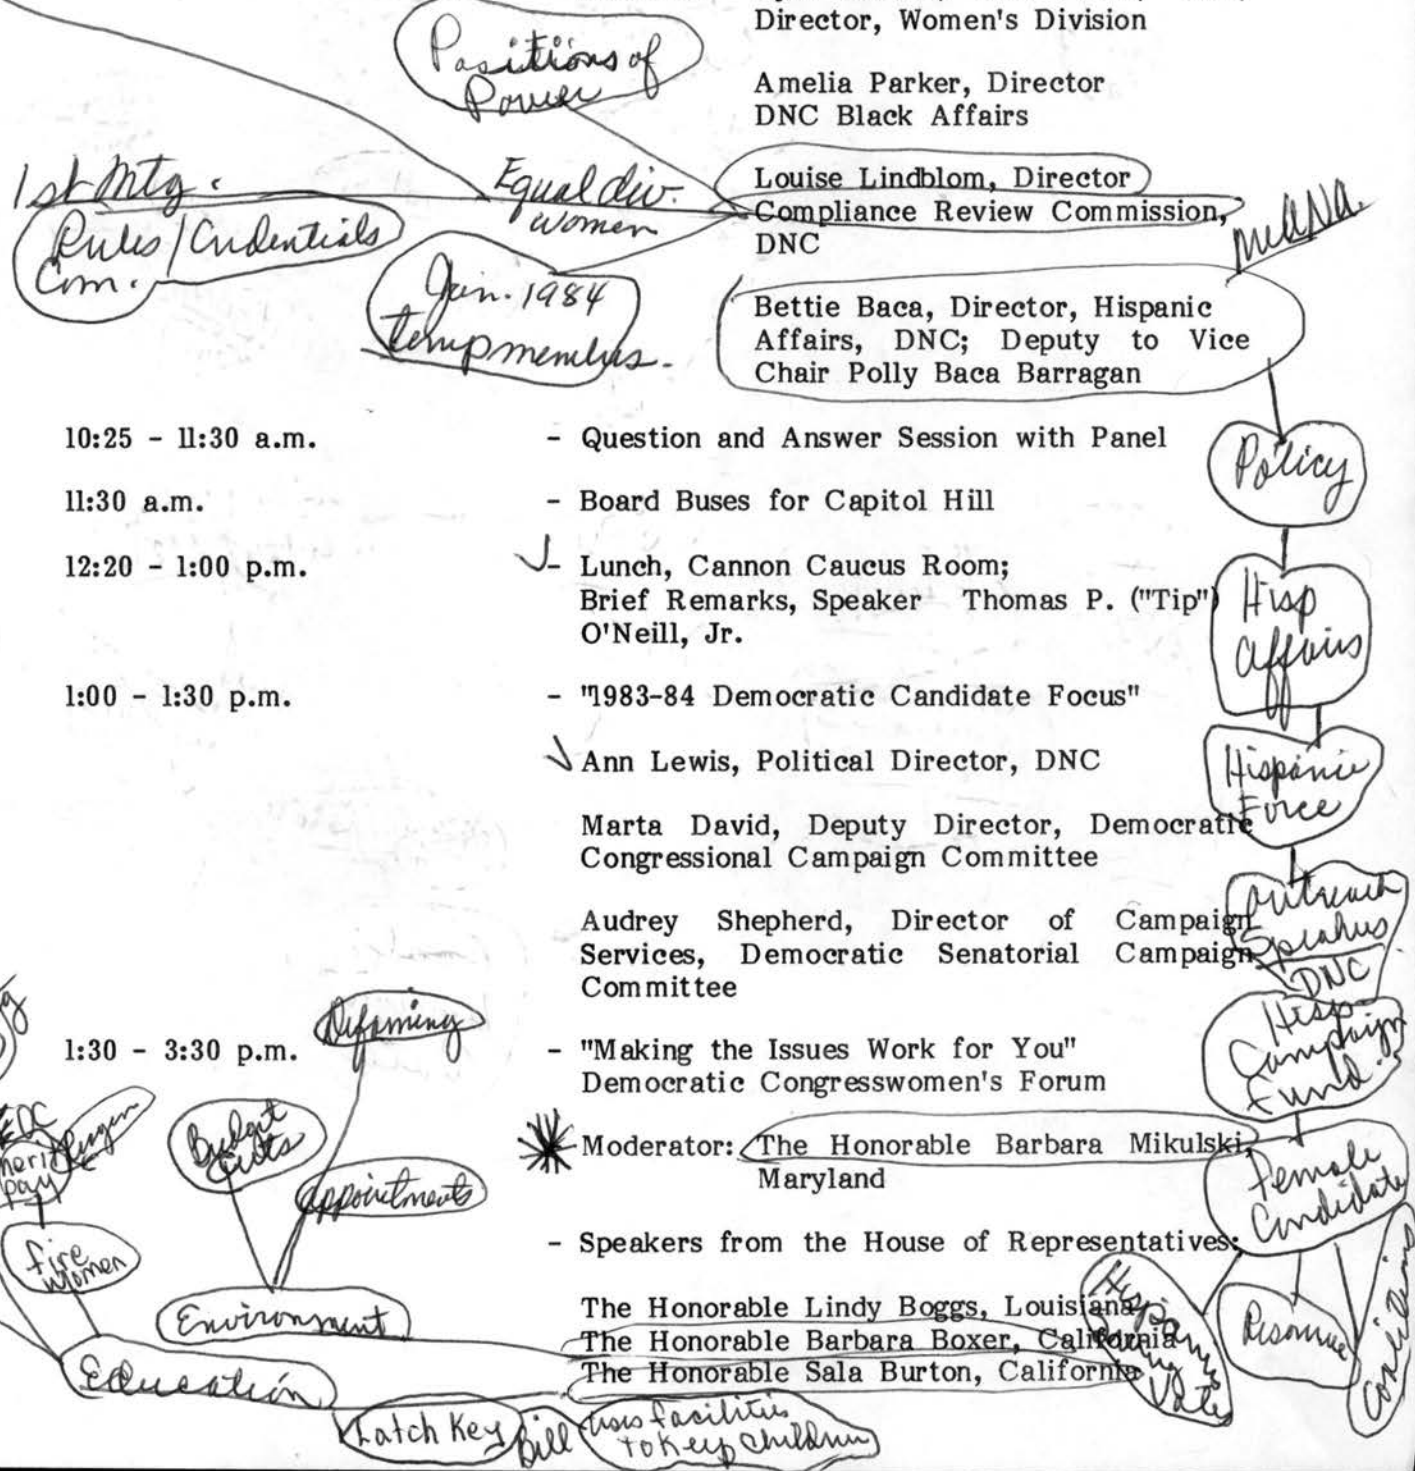 Director, Women's Division
Positions of
Power
Amelia Parker, Director
DNC Black Affairs
1st Mtg.
Equal div.
women
Louise Lindblom, Director
Compliance Review Commission,
DNC
MANA
Rules/Credentials
Com.
Jan. 1984
temp members.
Bettie Baca, Director, Hispanic
Affairs, DNC; Deputy to Vice
Chair Polly Baca Barragan
10:25 - 11:30 a.m. - Question and Answer Session with Panel
Policy
11:30 a.m. - Board Buses for Capitol Hill
12:20 - 1:00 p.m. - Lunch, Cannon Caucus Room;
Brief Remarks, Speaker Thomas P. ("Tip")
O'Neill, Jr.
Hisp
Affairs
1:00 - 1:30 p.m. - "1983-84 Democratic Candidate Focus"
Ann Lewis, Political Director, DNC
Hispanic
Force
Marta David, Deputy Director, Democratic
Congressional Campaign Committee
Outreach
Speakers
DNC
Audrey Shepherd, Director of Campaign
Services, Democratic Senatorial Campaign
Committee
Hisp
Campaign
Fund.
1:30 - 3:30 p.m. - "Making the Issues Work for You"
Democratic Congresswomen's Forum
Budget
Cuts
merit
pay
Moderator: The Honorable Barbara Mikulski,
Maryland
Appointments
Female
Candidate
fire
women
- Speakers from the House of Representatives:
Environment
The Honorable Lindy Boggs, Louisiana
The Honorable Barbara Boxer, California
The Honorable Sala Burton, California
Hispanics
Votes
Resource
Coalitions
Education
Latch Key
Bill
uses facilities
to keep children